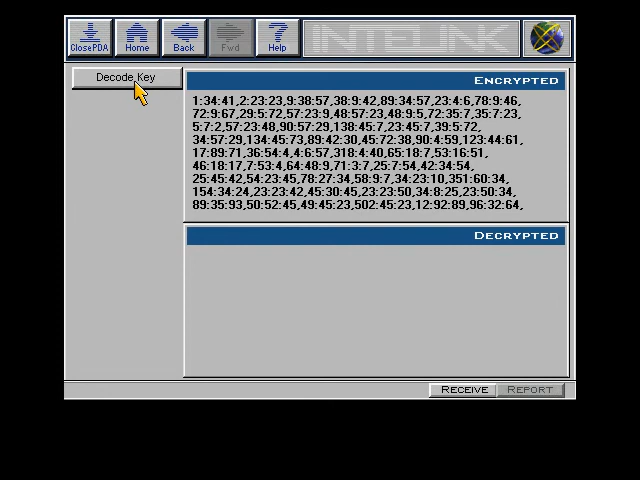 ClosePDA Home Back Fwd Help INTELINK
Decode Key
ENCRYPTED
1:34:41,2:23:23,9:38:57,38:9:42,89:34:57,23:4:6,78:9:46,
72:9:67,29:5:72,57:23:9,48:57:23,48:9:5,72:35:7,35:7:23,
5:7:2,57:23:48,90:57:29,138:45:7,23:45:7,39:5:72,
34:57:29,134:45:73,89:42:30,45:72:38,90:4:59,123:44:61,
17:89:71,36:54:4,4:6:57,318:4:40,65:18:7,53:16:51,
46:18:17,7:53:4,64:48:9,71:3:7,25:7:54,42:34:54,
25:45:42,54:23:45,78:27:34,58:9:7,34:23:10,351:60:34,
154:34:24,23:23:42,45:30:45,23:23:50,34:8:25,23:50:34,
89:35:93,50:52:45,49:45:23,502:45:23,12:92:89,96:32:64,
DECRYPTED
RECEIVE REPORT